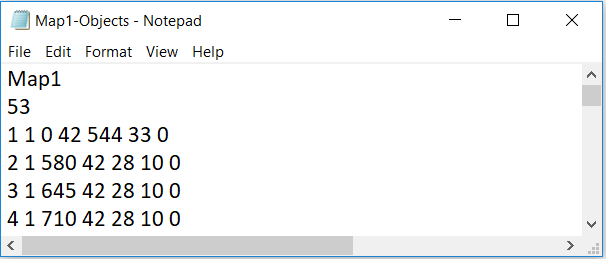 Map1-Objects - Notepad
File Edit Format View Help
Map1
53
1 1 0 42 544 33 0
2 1 580 42 28 10 0
3 1 645 42 28 10 0
4 1 710 42 28 10 0